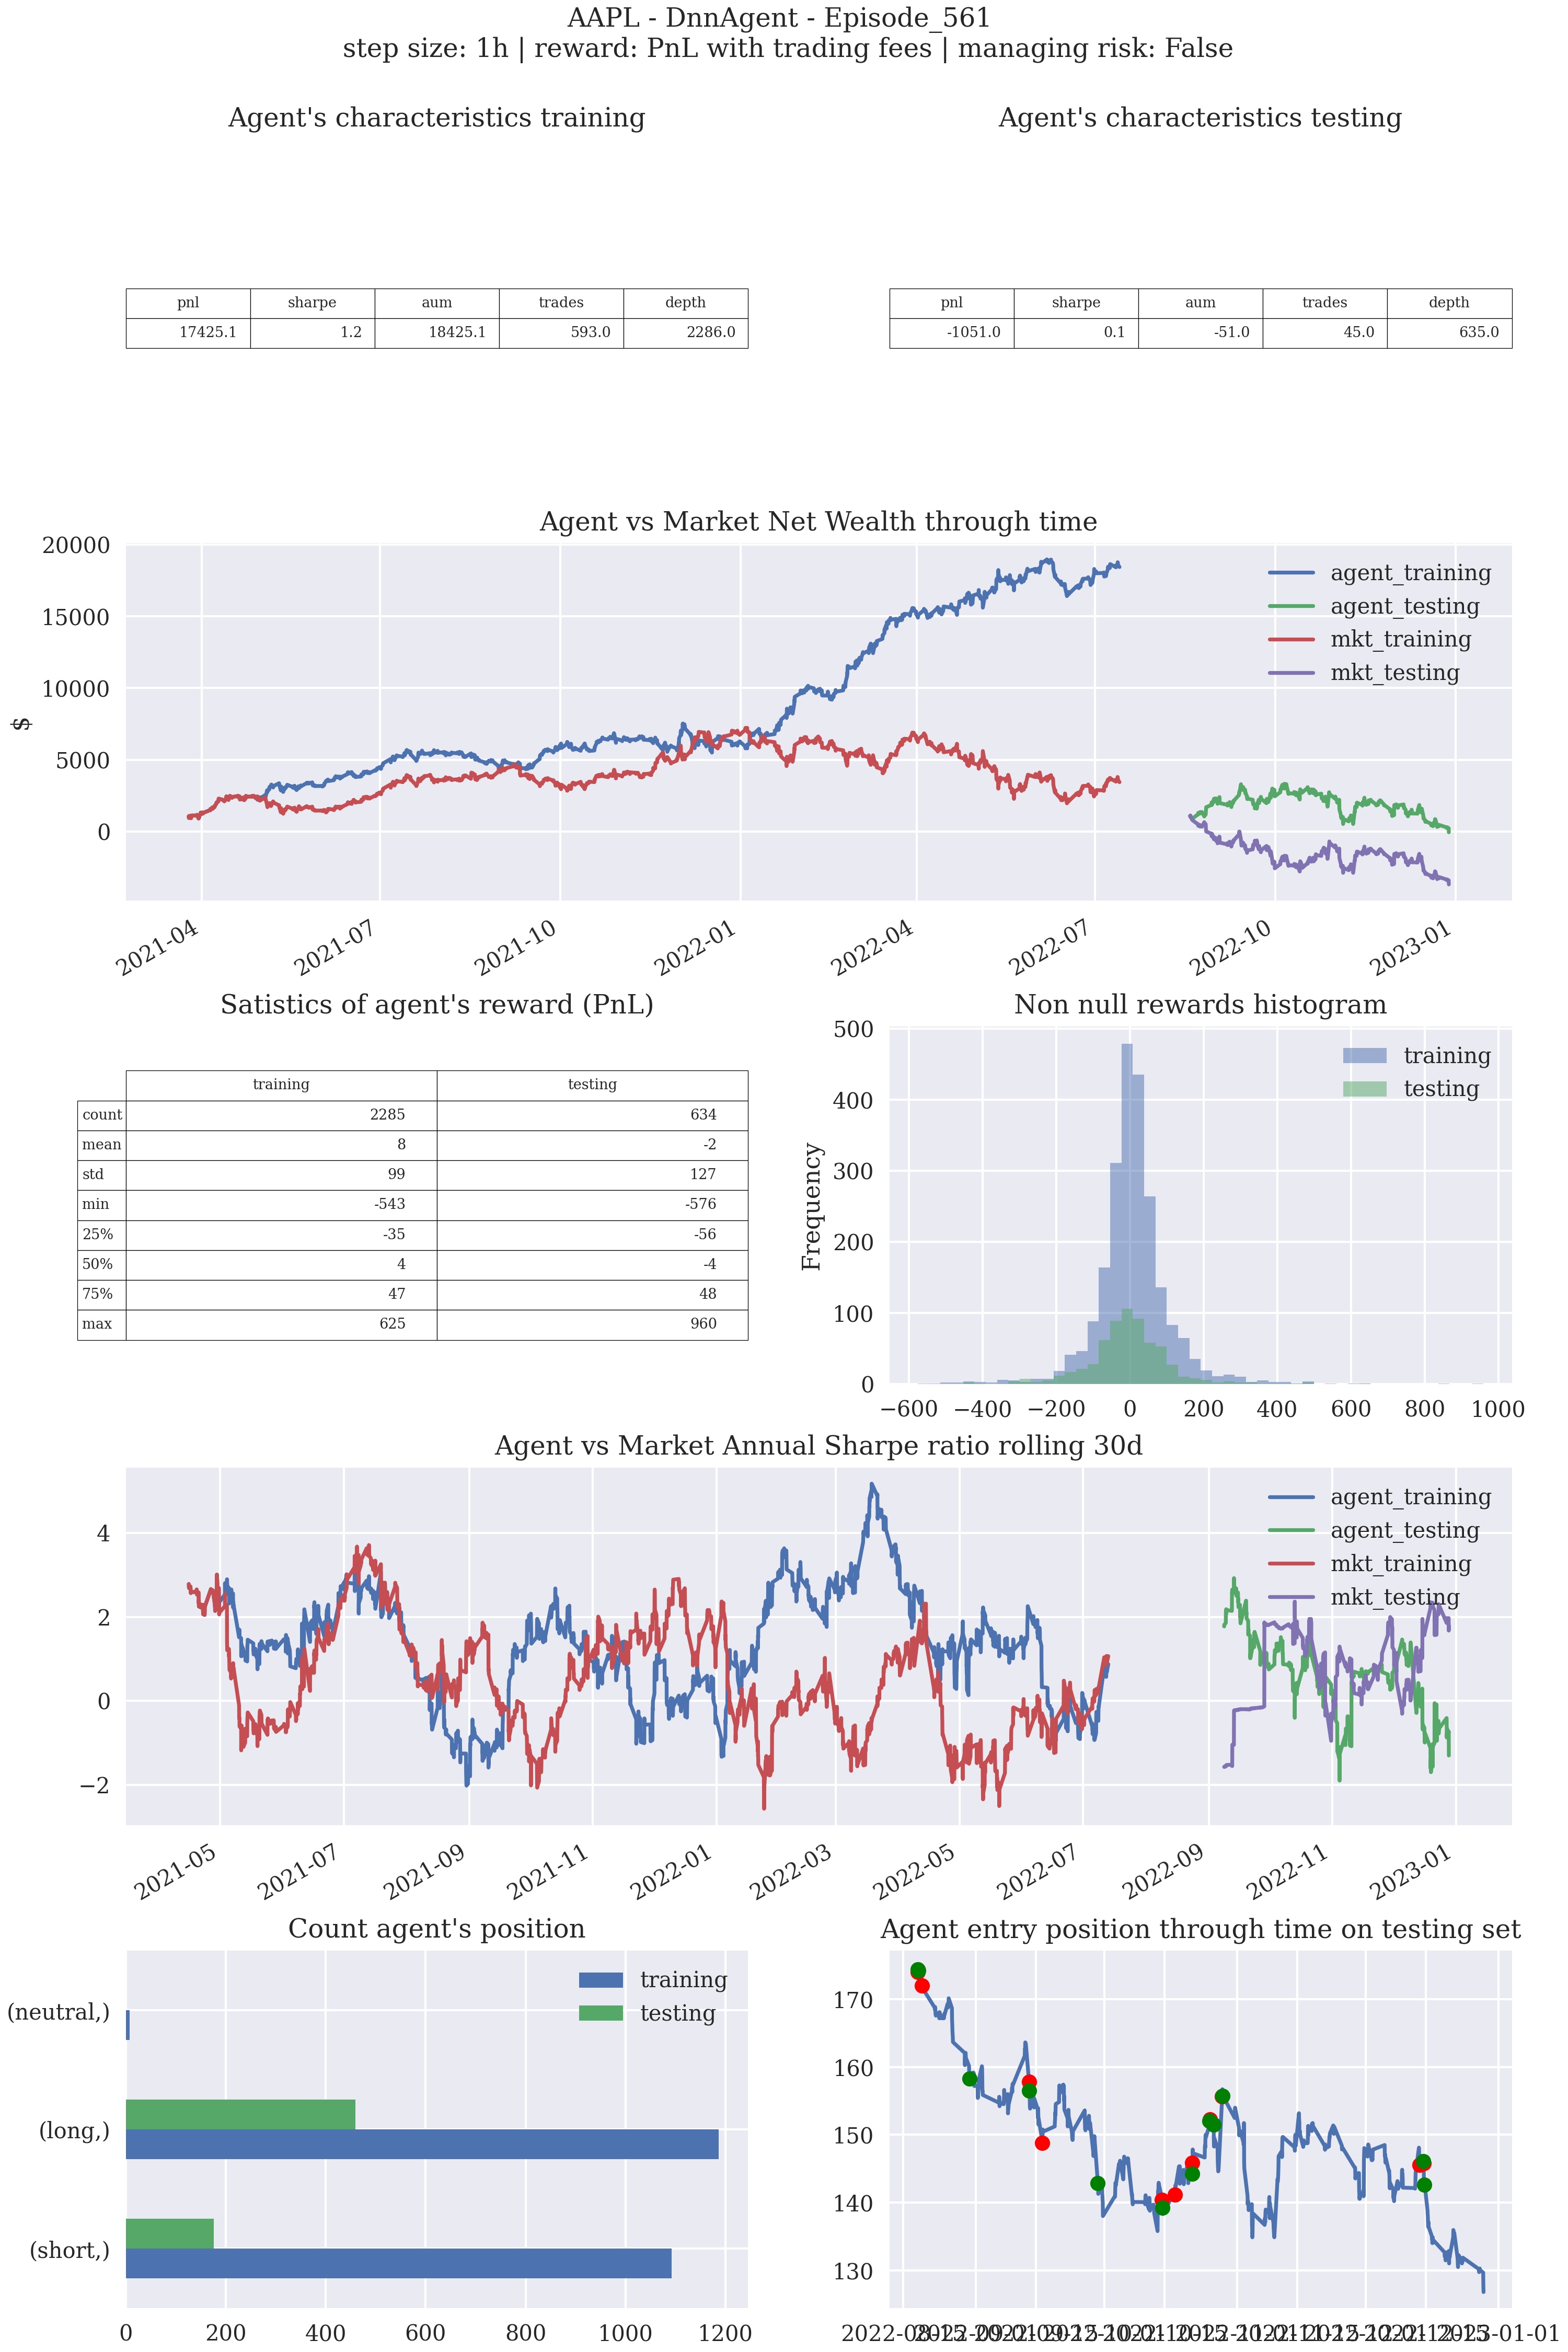 AAPL - DnnAgent - Episode_561
step size: 1h | reward: PnL with trading fees | managing risk: False
Agent's characteristics training
Agent's characteristics testing
pnl sharpe aum trades depth
17425.1 1.2 18425.1 593.0 2286.0
pnl sharpe aum trades depth
-1051.0 0.1 -51.0 45.0 635.0
Agent vs Market Net Wealth through time
$
20000
15000
10000
5000
0
agent_training
agent_testing
mkt_training
mkt_testing
2021-04 2021-07 2021-10 2022-01 2022-04 2022-07 2022-10 2023-01
Satistics of agent's reward (PnL)
training testing
count 2285 634
mean 8 -2
std 99 127
min -543 -576
25% -35 -56
50% 4 -4
75% 47 48
max 625 960
Non null rewards histogram
Frequency
500
400
300
200
100
0
training
testing
−600 −400 −200 0 200 400 600 800 1000
Agent vs Market Annual Sharpe ratio rolling 30d
4
2
0
−2
agent_training
agent_testing
mkt_training
mkt_testing
2021-05 2021-07 2021-09 2021-11 2022-01 2022-03 2022-05 2022-07 2022-09 2022-11 2023-01
Count agent's position
training
testing
(neutral,)
(long,)
(short,)
0 200 400 600 800 1000 1200
Agent entry position through time on testing set
170
160
150
140
130